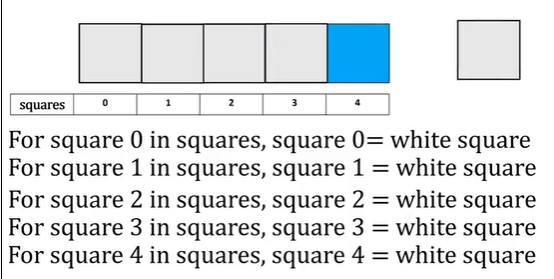 squares 0 1 2 3 4
For square 0 in squares, square 0= white square
For square 1 in squares, square 1 = white square
For square 2 in squares, square 2 = white square
For square 3 in squares, square 3 = white square
For square 4 in squares, square 4 = white square